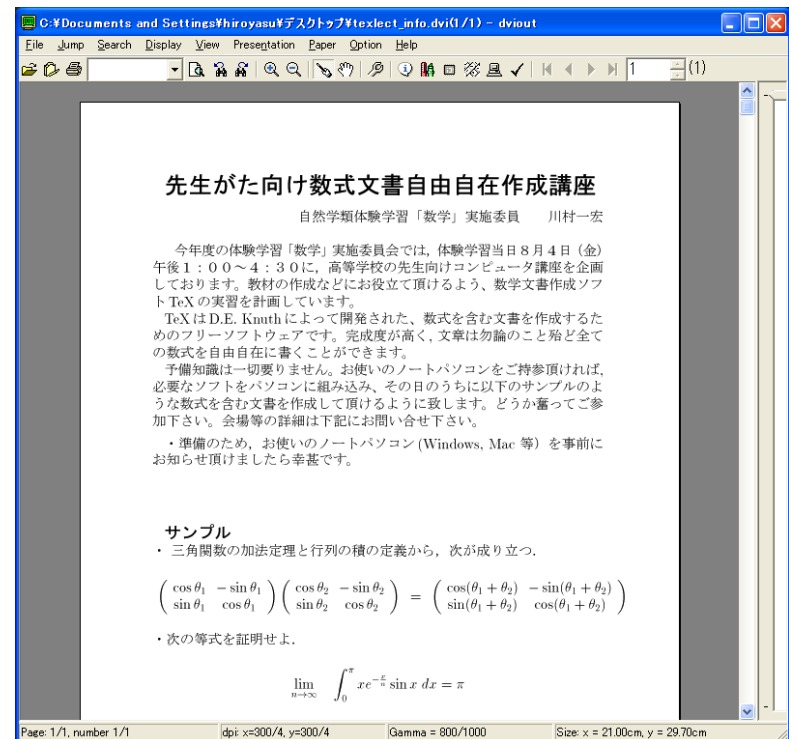 C:¥Documents and Settings¥hiroyasu¥デスクトップ¥texlect_info.dvi(1/1) - dviout
File Jump Search Display View Presentation Paper Option Help
1 (1)
先生がた向け数式文書自由自在作成講座
自然学類体験学習「数学」実施委員 川村一宏
今年度の体験学習「数学」実施委員会では, 体験学習当日8月4日（金）
午後1：00～4：30に, 高等学校の先生向けコンピュータ講座を企画
しております。教材の作成などにお役立て頂けるよう、数学文書作成ソフ
ト TeX の実習を計画しています。
TeX は D.E. Knuth によって開発された、数式を含む文書を作成するた
めのフリーソフトウェアです。完成度が高く, 文章は勿論のこと殆ど全て
の数式を自由自在に書くことができます。
予備知識は一切要りません。お使いのノートパソコンをご持参頂ければ,
必要なソフトをパソコンに組み込み、その日のうちに以下のサンプルのよ
うな数式を含む文書を作成して頂けるように致します。どうか奮ってご参
加下さい。会場等の詳細は下記にお問い合せ下さい。
・準備のため, お使いのノートパソコン (Windows, Mac 等) を事前に
お知らせ頂けましたら幸甚です。
サンプル
・ 三角関数の加法定理と行列の積の定義から, 次が成り立つ.
( cos θ₁ − sin θ₁ ) ( cos θ₂ − sin θ₂ ) = ( cos(θ₁ + θ₂) − sin(θ₁ + θ₂) )
( sin θ₁ cos θ₁ ) ( sin θ₂ cos θ₂ ) ( sin(θ₁ + θ₂) cos(θ₁ + θ₂) )
・次の等式を証明せよ.
lim n→∞ ∫₀^π xe^{−x/n} sin x dx = π
Page: 1/1, number 1/1 dpi: x=300/4, y=300/4 Gamma = 800/1000 Size: x = 21.00cm, y = 29.70cm